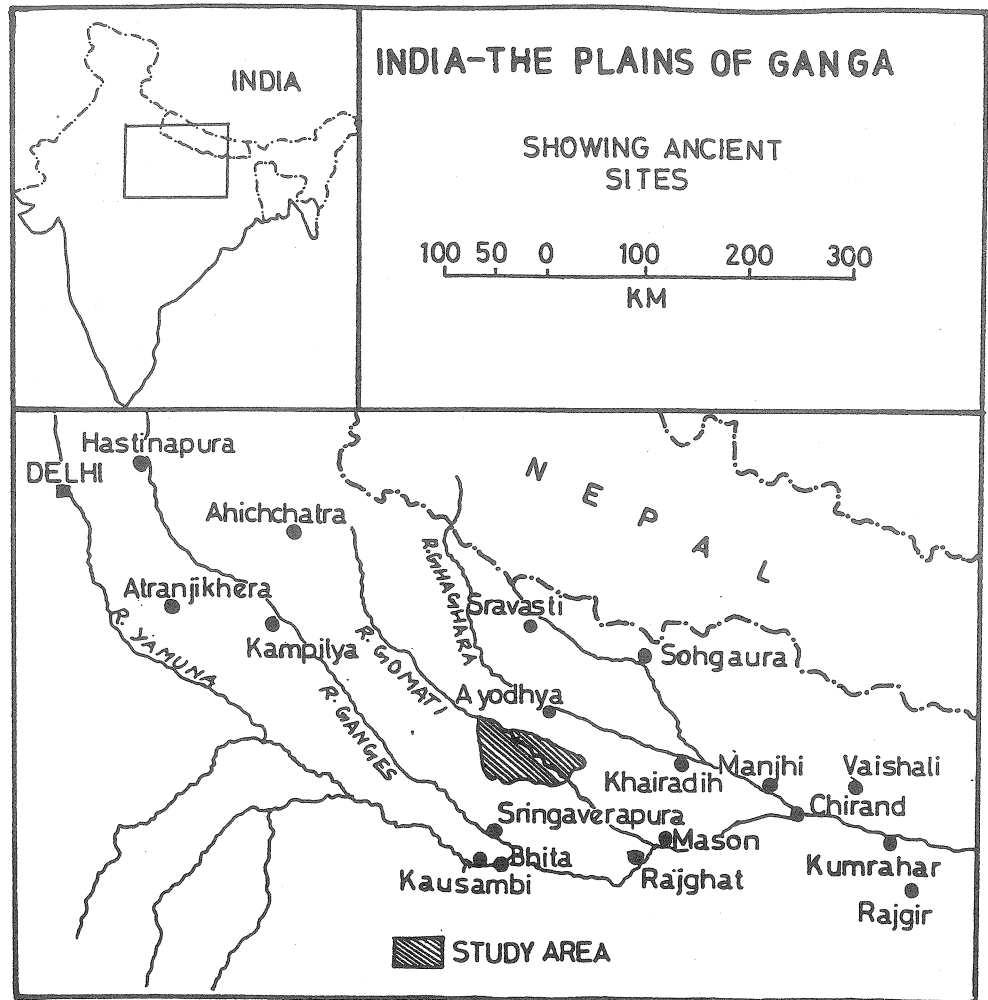 INDIA
INDIA-THE PLAINS OF GANGA
SHOWING ANCIENT
SITES
100 50 0 100 200 300
KM
Hastinapura
DELHI
NEPAL
Ahichchatra
R.GHAGHARA
Atranjikhera
Sravasti
R. YAMUNA
Kampilya
R. GOMATI
Sohgaura
R. GANGES
Ayodhya
Khairadih
Manjhi
Vaishali
Sringaverapura
Chirand
Mason
Bhita
Kausambi
Rajghat
Kumrahar
Rajgir
STUDY AREA